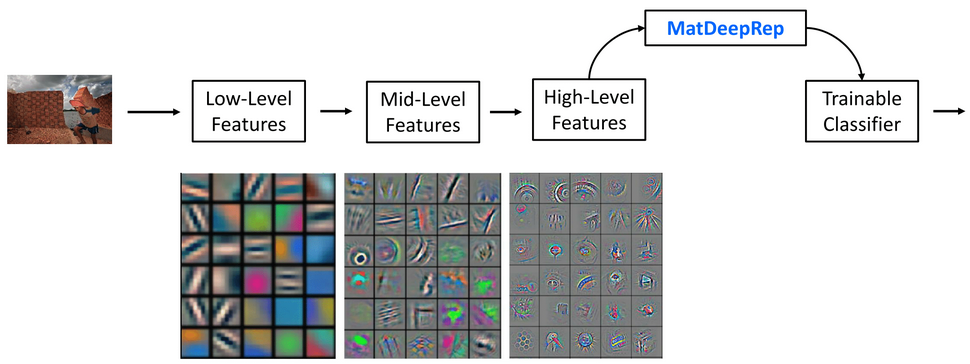 MatDeepRep
Low-Level
Features
Mid-Level
Features
High-Level
Features
Trainable
Classifier